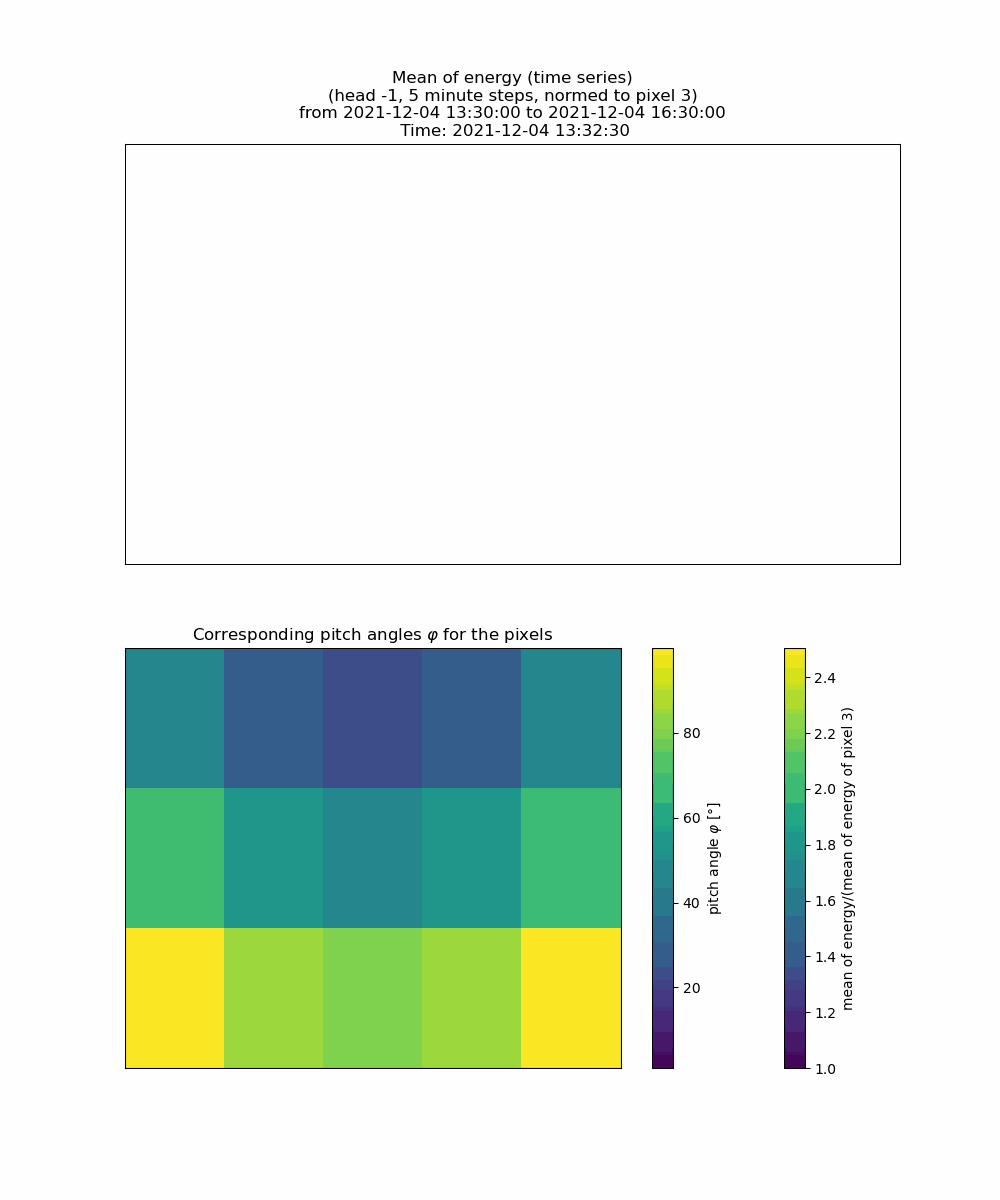 Mean of energy (time series)
(head -1, 5 minute steps, normed to pixel 3)
from 2021-12-04 13:30:00 to 2021-12-04 16:30:00
Time: 2021-12-04 13:32:30
Corresponding pitch angles φ for the pixels
80
60
40
20
pitch angle φ [°]
2.4
2.2
2.0
1.8
1.6
1.4
1.2
1.0
mean of energy/(mean of energy of pixel 3)